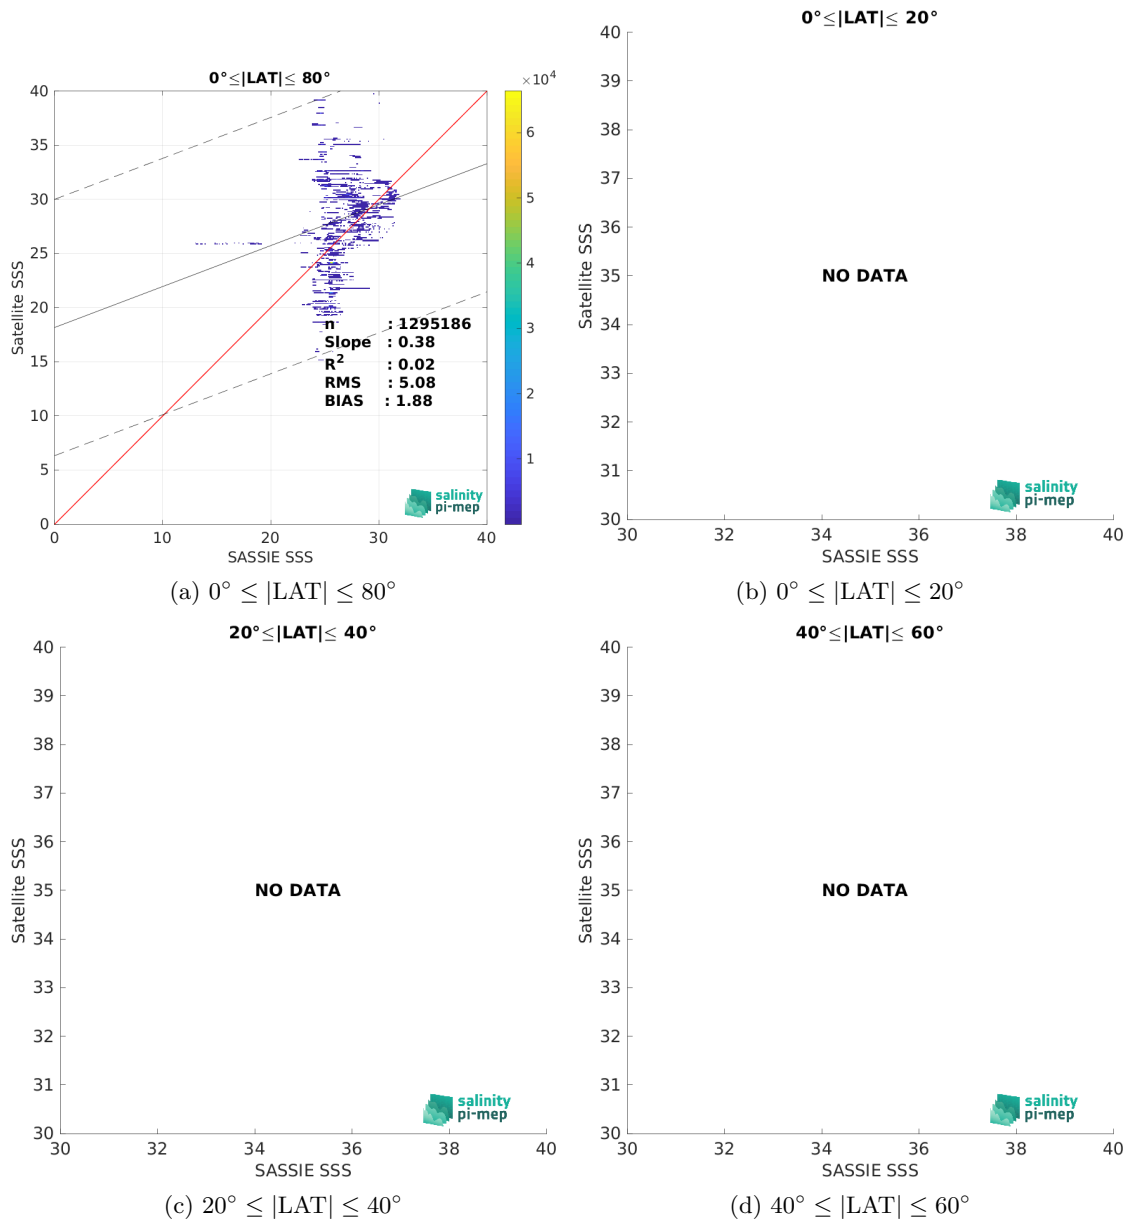 0°≤|LAT|≤ 80°
×10⁴
40
35
30
25
20
15
10
5
0
0 10 20 30 40
6
5
4
3
2
1
Satellite SSS
SASSIE SSS
n : 1295186
Slope : 0.38
R² : 0.02
RMS : 5.08
BIAS : 1.88
salinity
pi-mep
(a) 0° ≤ |LAT| ≤ 80°
0°≤|LAT|≤ 20°
40
39
38
37
36
35
34
33
32
31
30
30 32 34 36 38 40
Satellite SSS
NO DATA
SASSIE SSS
salinity
pi-mep
(b) 0° ≤ |LAT| ≤ 20°
20°≤|LAT|≤ 40°
40
39
38
37
36
35
34
33
32
31
30
30 32 34 36 38 40
Satellite SSS
NO DATA
SASSIE SSS
salinity
pi-mep
(c) 20° ≤ |LAT| ≤ 40°
40°≤|LAT|≤ 60°
40
39
38
37
36
35
34
33
32
31
30
30 32 34 36 38 40
Satellite SSS
NO DATA
SASSIE SSS
salinity
pi-mep
(d) 40° ≤ |LAT| ≤ 60°